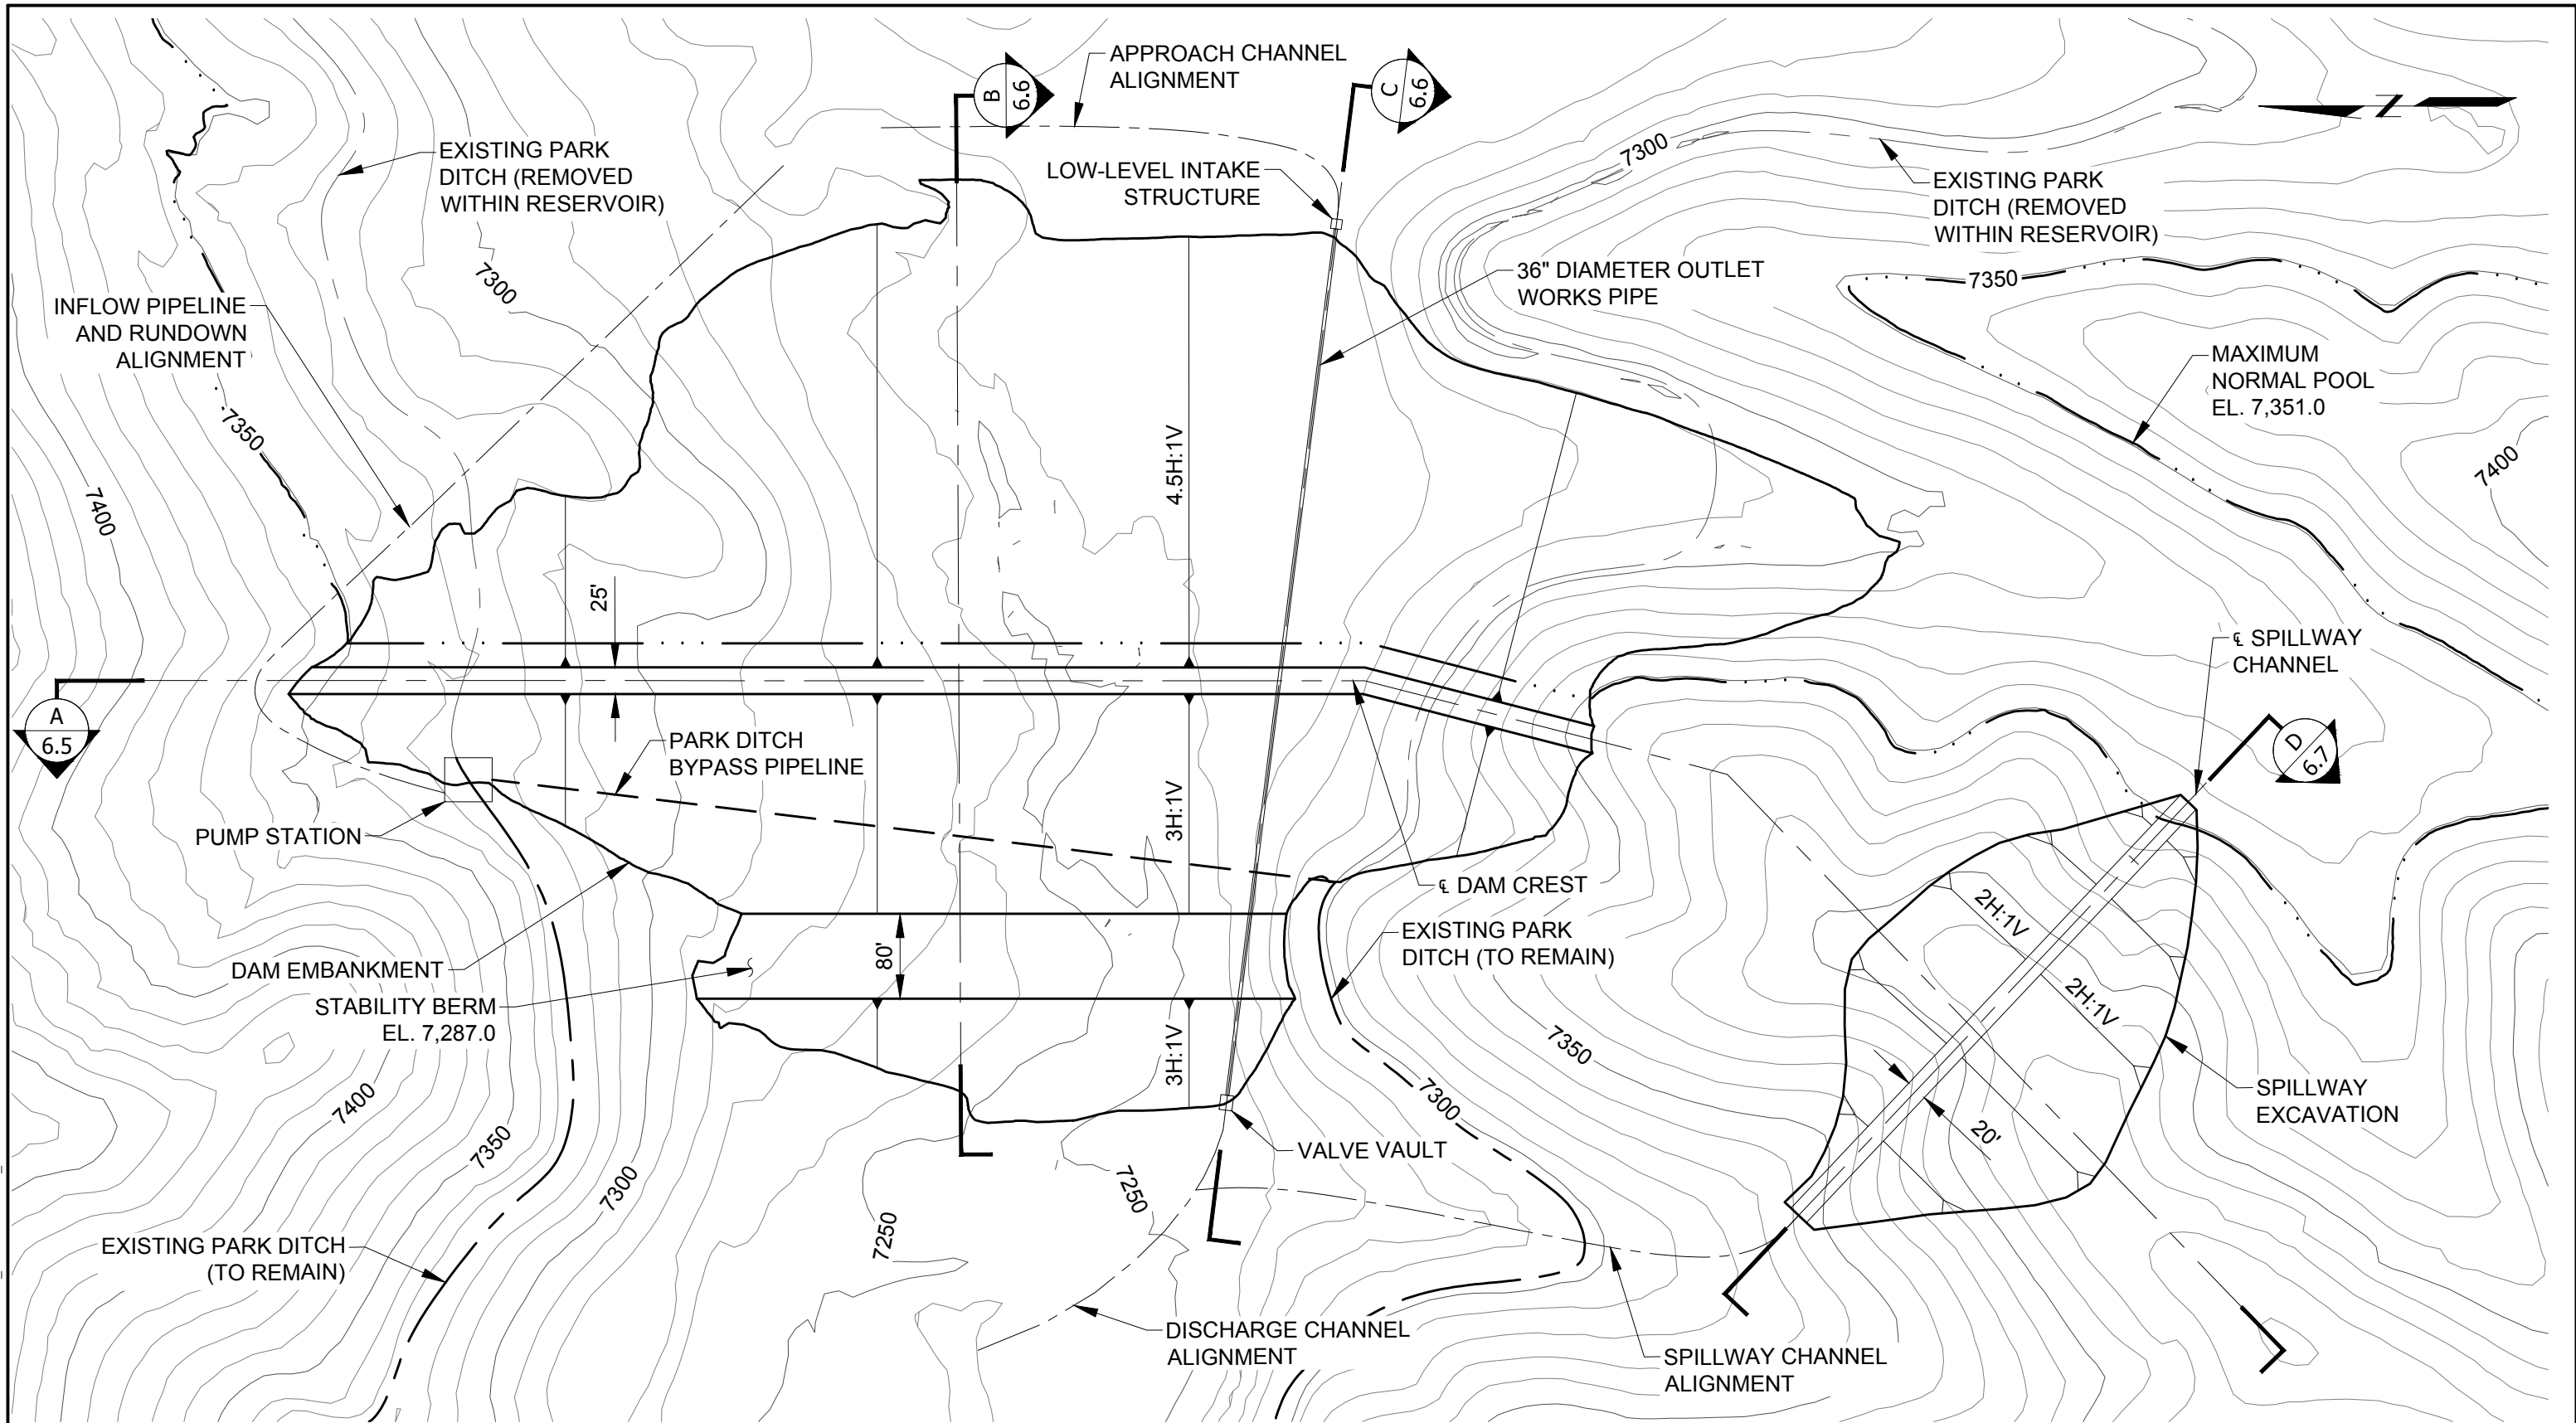 APPROACH CHANNEL
ALIGNMENT
B
6.6
C
6.6
EXISTING PARK
DITCH (REMOVED
WITHIN RESERVOIR)
LOW-LEVEL INTAKE
STRUCTURE
7300
EXISTING PARK
DITCH (REMOVED
WITHIN RESERVOIR)
7300
36" DIAMETER OUTLET
WORKS PIPE
7350
INFLOW PIPELINE
AND RUNDOWN
ALIGNMENT
MAXIMUM
NORMAL POOL
EL. 7,351.0
7350
7400
4.5H:1V
7400
25'
℄ SPILLWAY
CHANNEL
A
6.5
PARK DITCH
BYPASS PIPELINE
D
6.7
PUMP STATION
3H:1V
℄ DAM CREST
2H:1V
EXISTING PARK
DITCH (TO REMAIN)
80'
DAM EMBANKMENT
STABILITY BERM
EL. 7,287.0
2H:1V
7350
3H:1V
7400
7300
SPILLWAY
EXCAVATION
20'
7350
VALVE VAULT
7300
7250
7250
EXISTING PARK DITCH
(TO REMAIN)
DISCHARGE CHANNEL
ALIGNMENT
SPILLWAY CHANNEL
ALIGNMENT